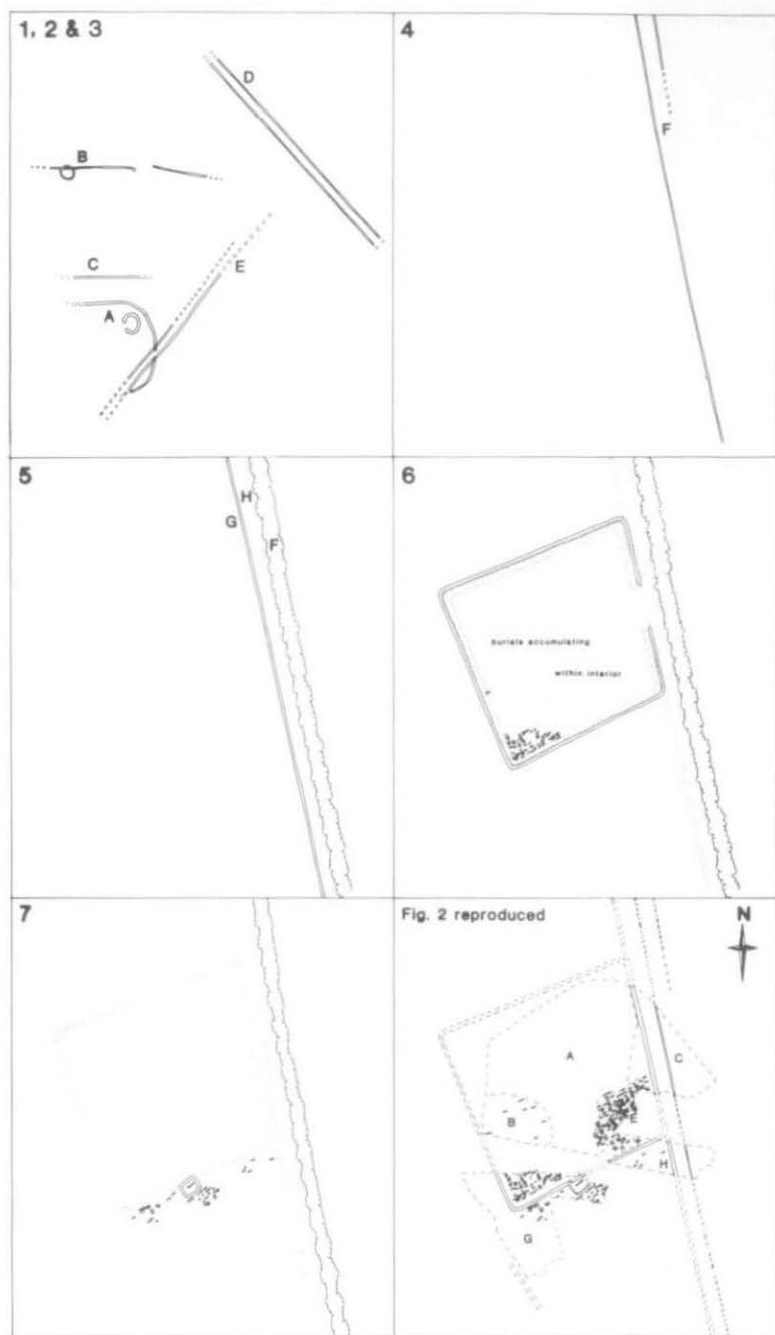 1, 2 & 3
D
B
C
E
A
4
F
5
H
G
F
6
burials accumulating
within interior
7
Fig. 2 reproduced
N
A
C
B
E
H
G